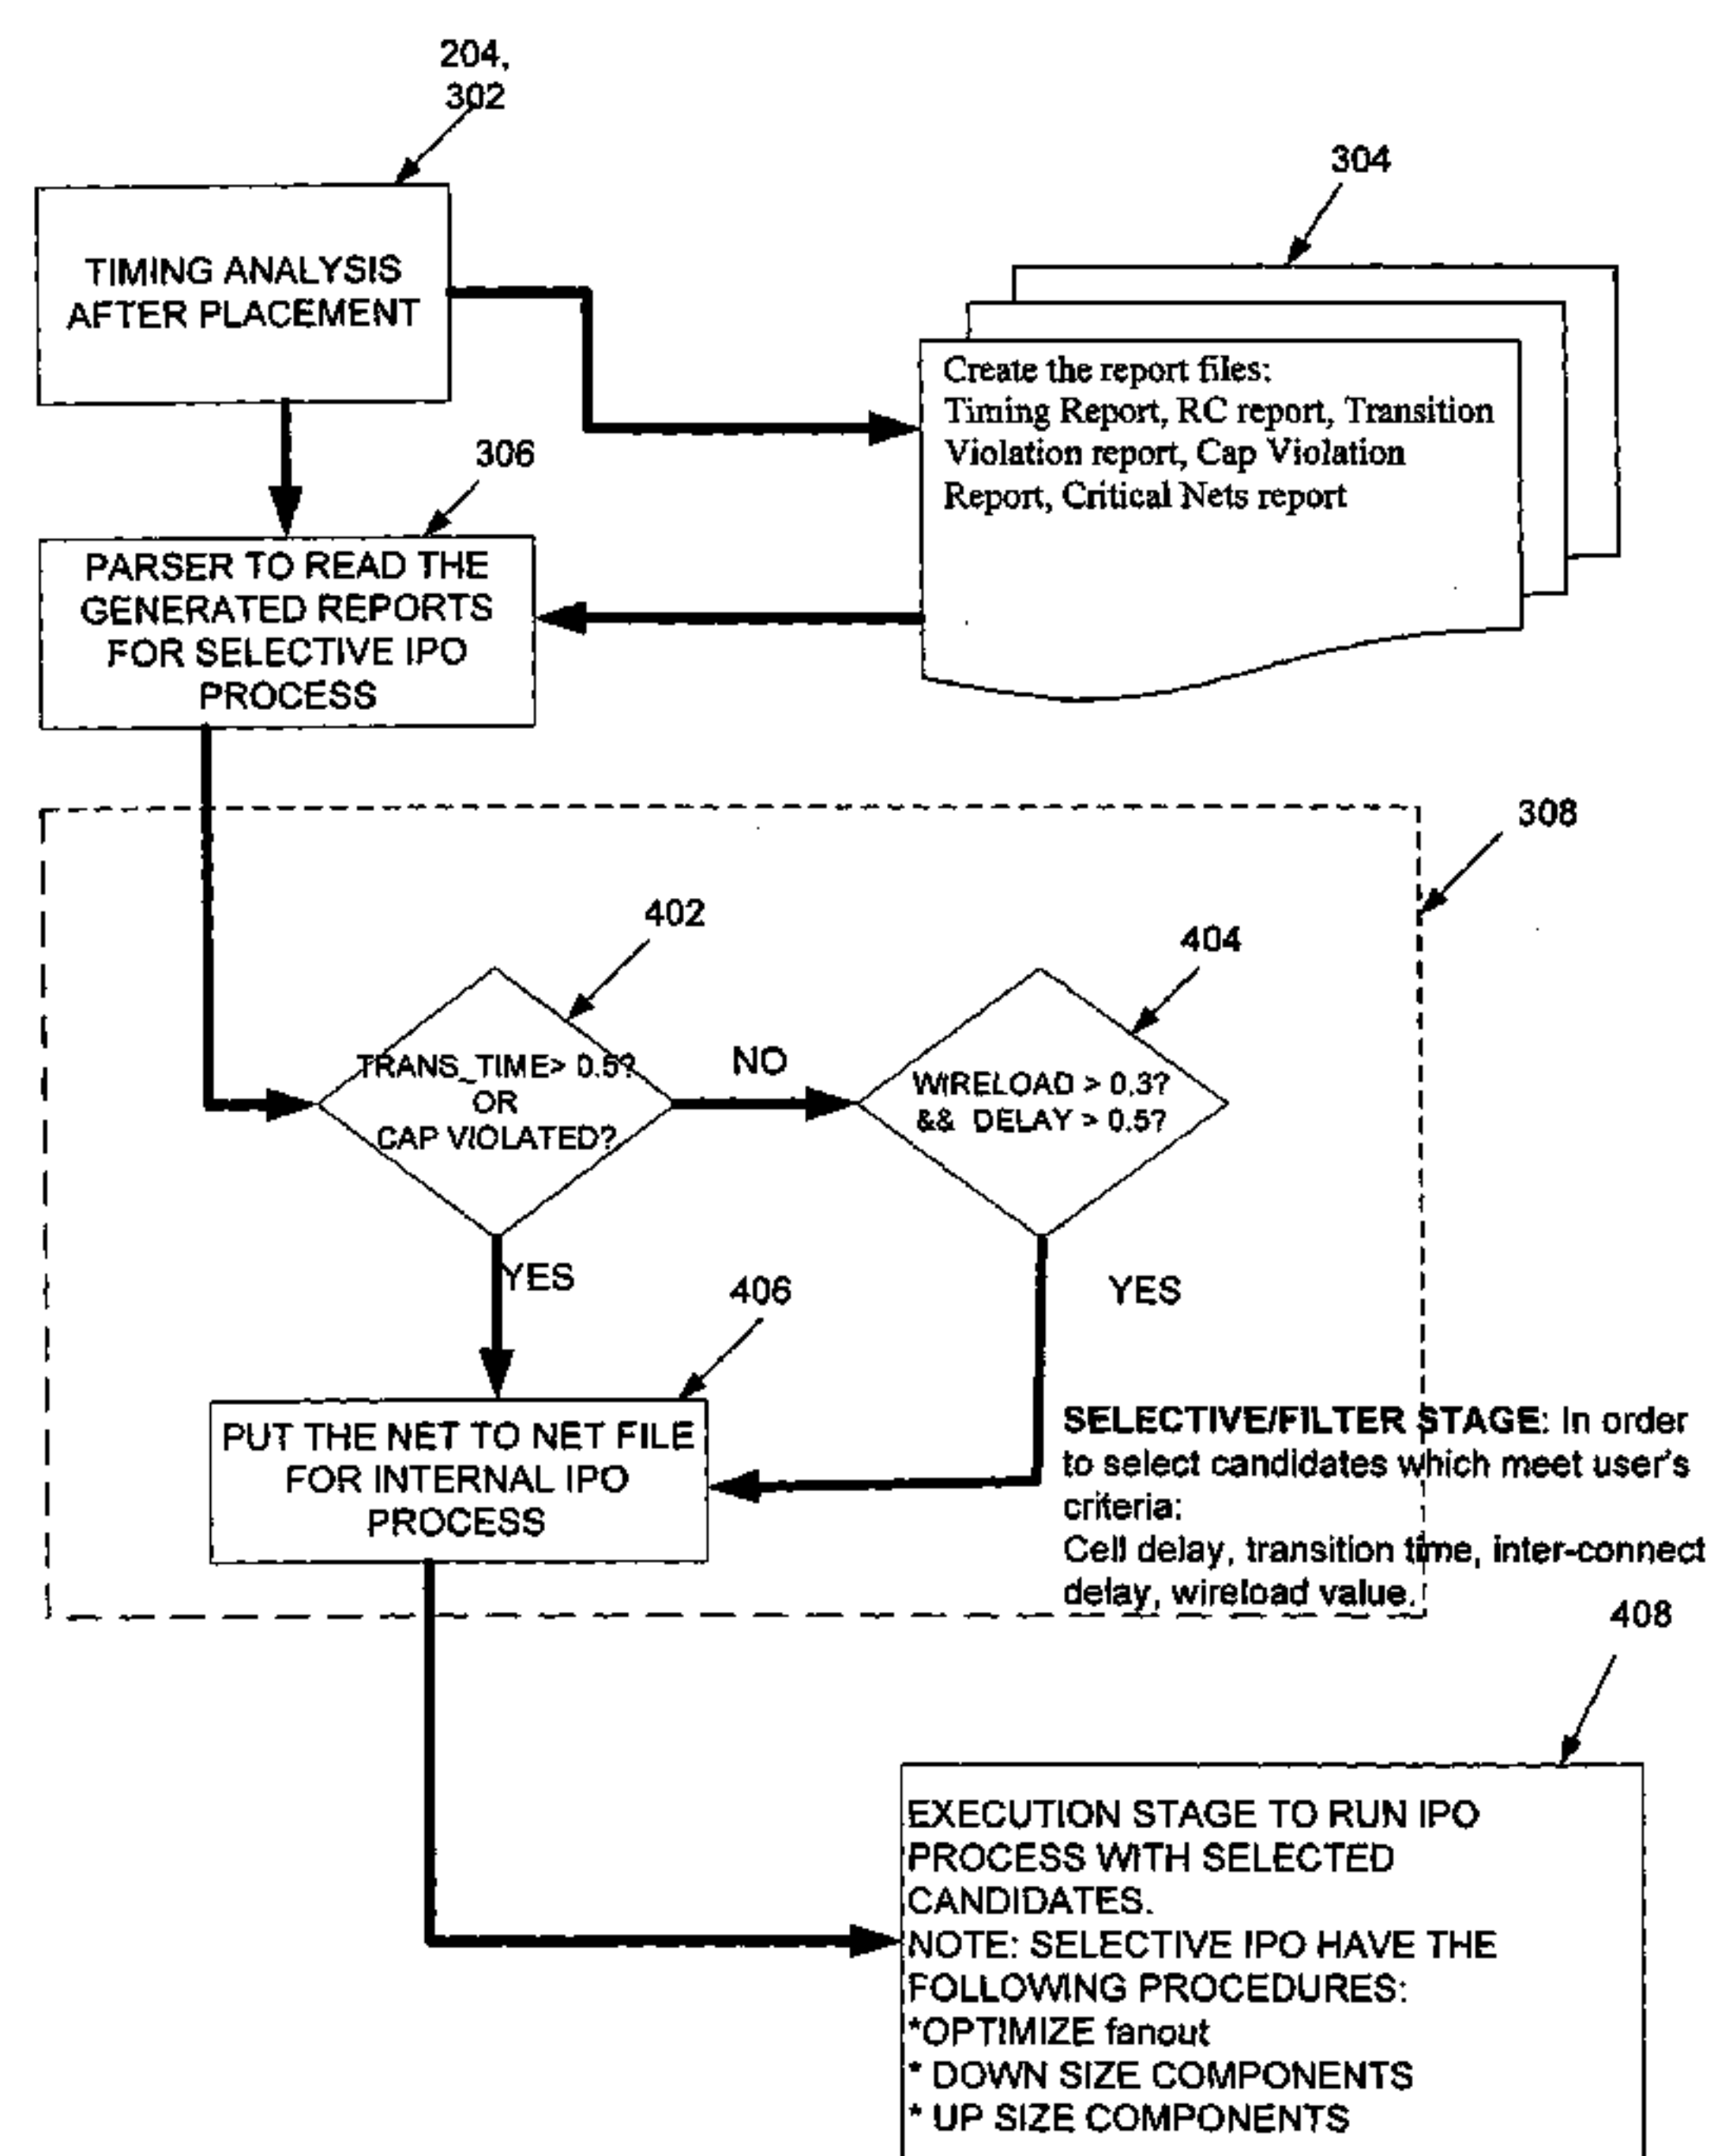 204,
302
TIMING ANALYSIS
AFTER PLACEMENT
304
Create the report files:
Timing Report, RC report, Transition
Violation report, Cap Violation
Report, Critical Nets report
306
PARSER TO READ THE
GENERATED REPORTS
FOR SELECTIVE IPO
PROCESS
308
402
TRANS_TIME> 0.5?
OR
CAP VIOLATED?
NO
404
WIRELOAD > 0.3?
&& DELAY > 0.5?
YES
YES
406
PUT THE NET TO NET FILE
FOR INTERNAL IPO
PROCESS
SELECTIVE/FILTER STAGE: In order
to select candidates which meet user's
criteria:
Cell delay, transition time, inter-connect
delay, wireload value.
408
EXECUTION STAGE TO RUN IPO
PROCESS WITH SELECTED
CANDIDATES.
NOTE: SELECTIVE IPO HAVE THE
FOLLOWING PROCEDURES:
*OPTIMIZE fanout
* DOWN SIZE COMPONENTS
* UP SIZE COMPONENTS